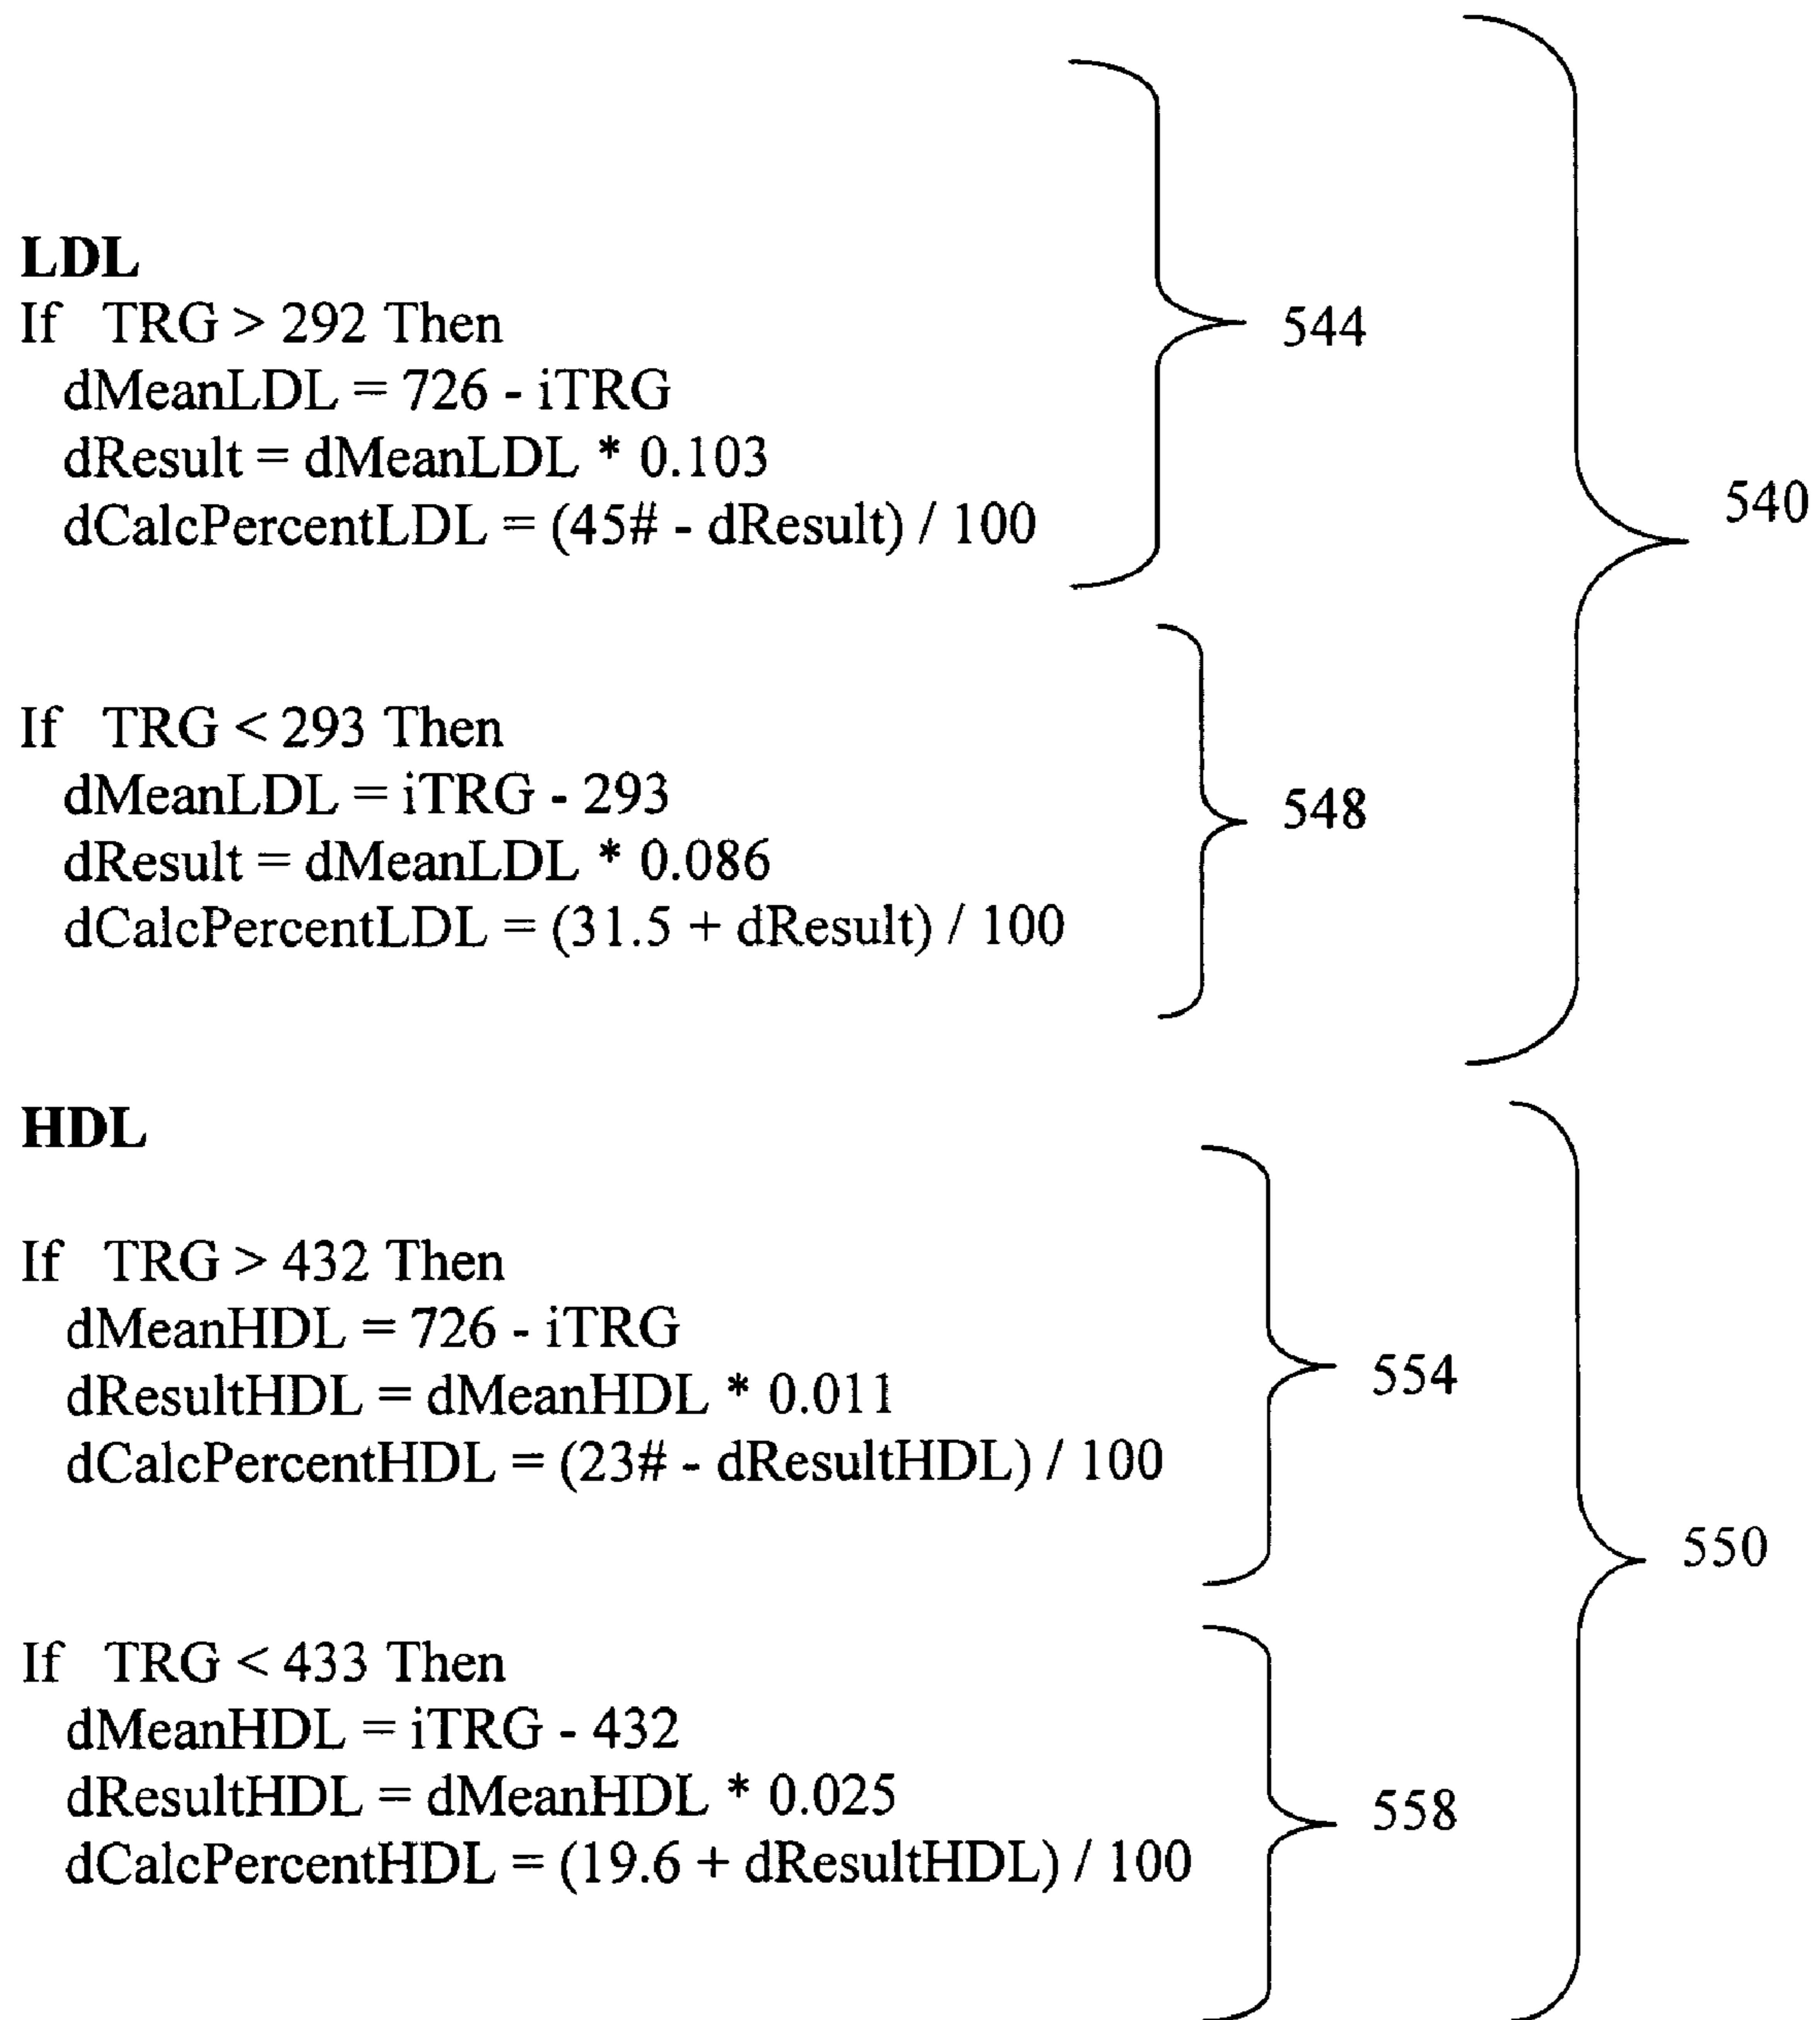 LDL
If TRG > 292 Then
544
dMeanLDL = 726 - iTRG
dResult = dMeanLDL * 0.103
540
dCalcPercentLDL = (45# - dResult) / 100
If TRG < 293 Then
dMeanLDL = iTRG - 293
548
dResult = dMeanLDL * 0.086
dCalcPercentLDL = (31.5 + dResult) / 100
HDL
If TRG > 432 Then
dMeanHDL = 726 - iTRG
554
dResultHDL = dMeanHDL * 0.011
dCalcPercentHDL = (23# - dResultHDL) / 100
550
If TRG < 433 Then
dMeanHDL = iTRG - 432
dResultHDL = dMeanHDL * 0.025
558
dCalcPercentHDL = (19.6 + dResultHDL) / 100